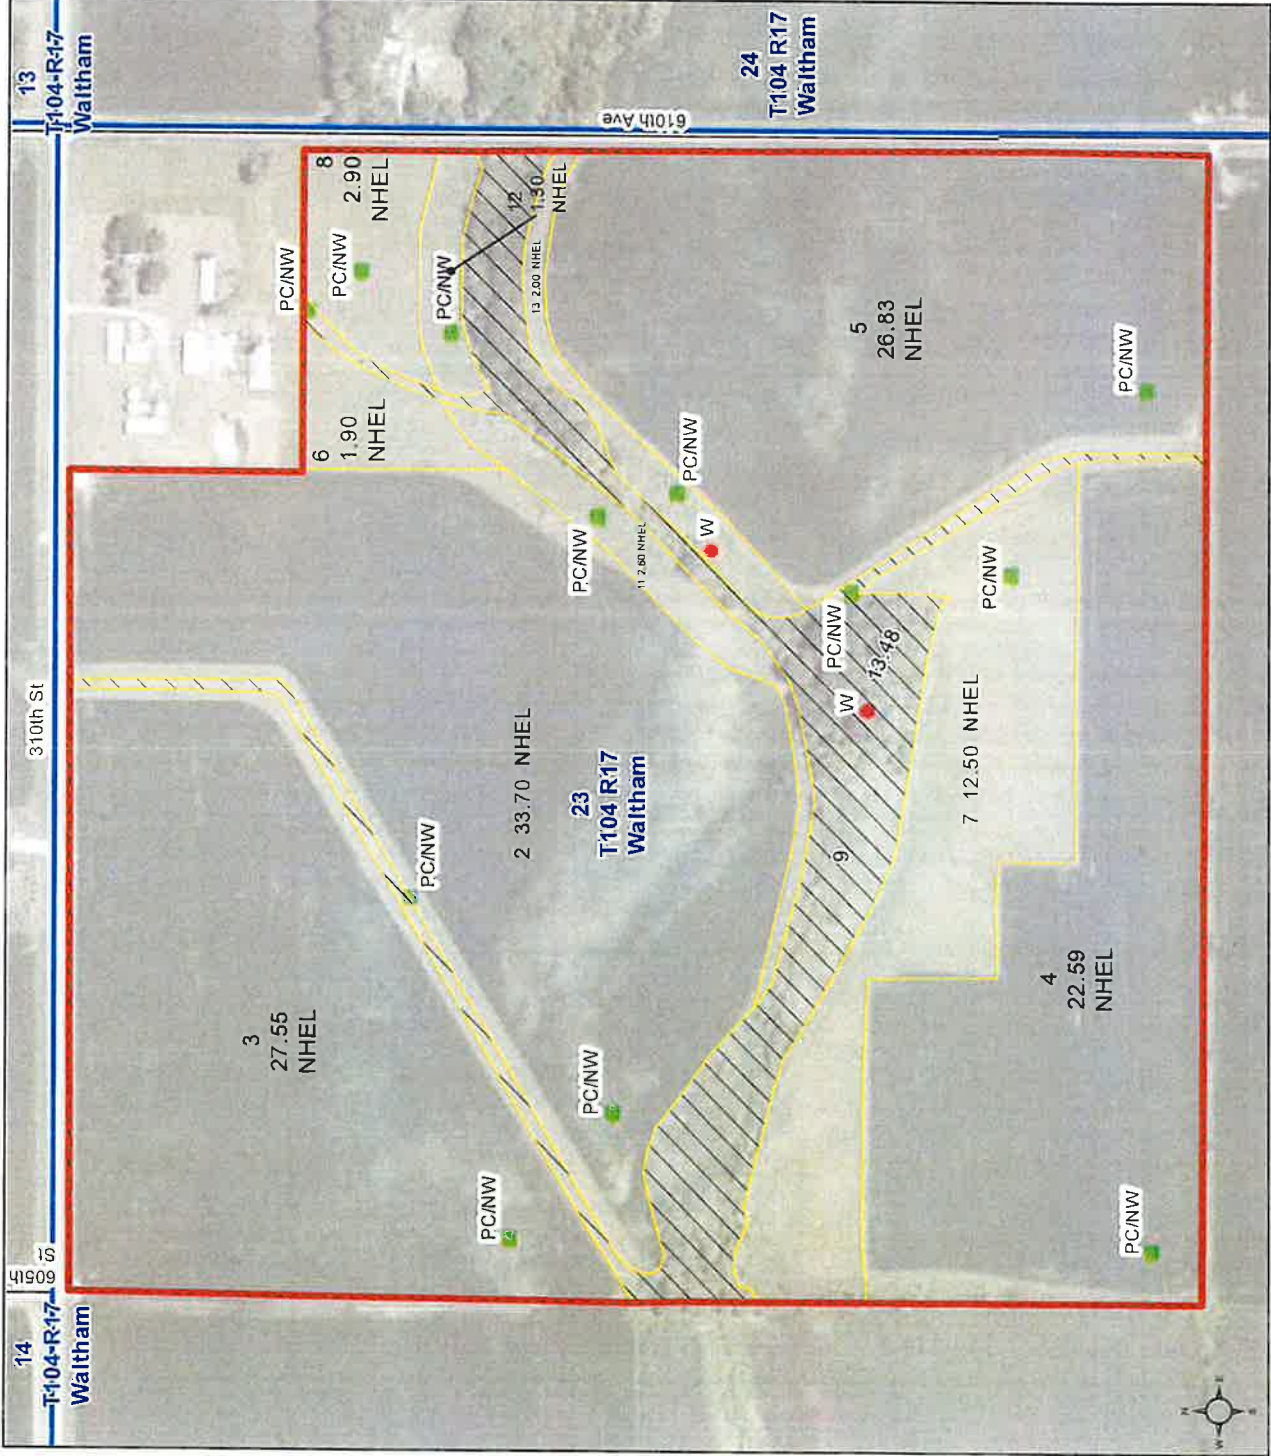 14
T104-R-17
Waltham
605th
St
310th St
13
T104-R-17
Waltham
24
T104 R17
Waltham
610th Ave
8
2.90
NHEL
PC/NW
PC/NW
PC/NW
12
1.30
NHEL
13 2.00 NHEL
6
1.90
NHEL
3
27.55
NHEL
PC/NW
PC/NW
2 33.70 NHEL
23
T104 R17
Waltham
PC/NW
PC/NW
11 2.60 NHEL
PC/NW
W
5
26.83
NHEL
PC/NW
PC/NW
W
13.48
9
7 12.50 NHEL
PC/NW
4
22.59
NHEL
PC/NW
N
W
E
S